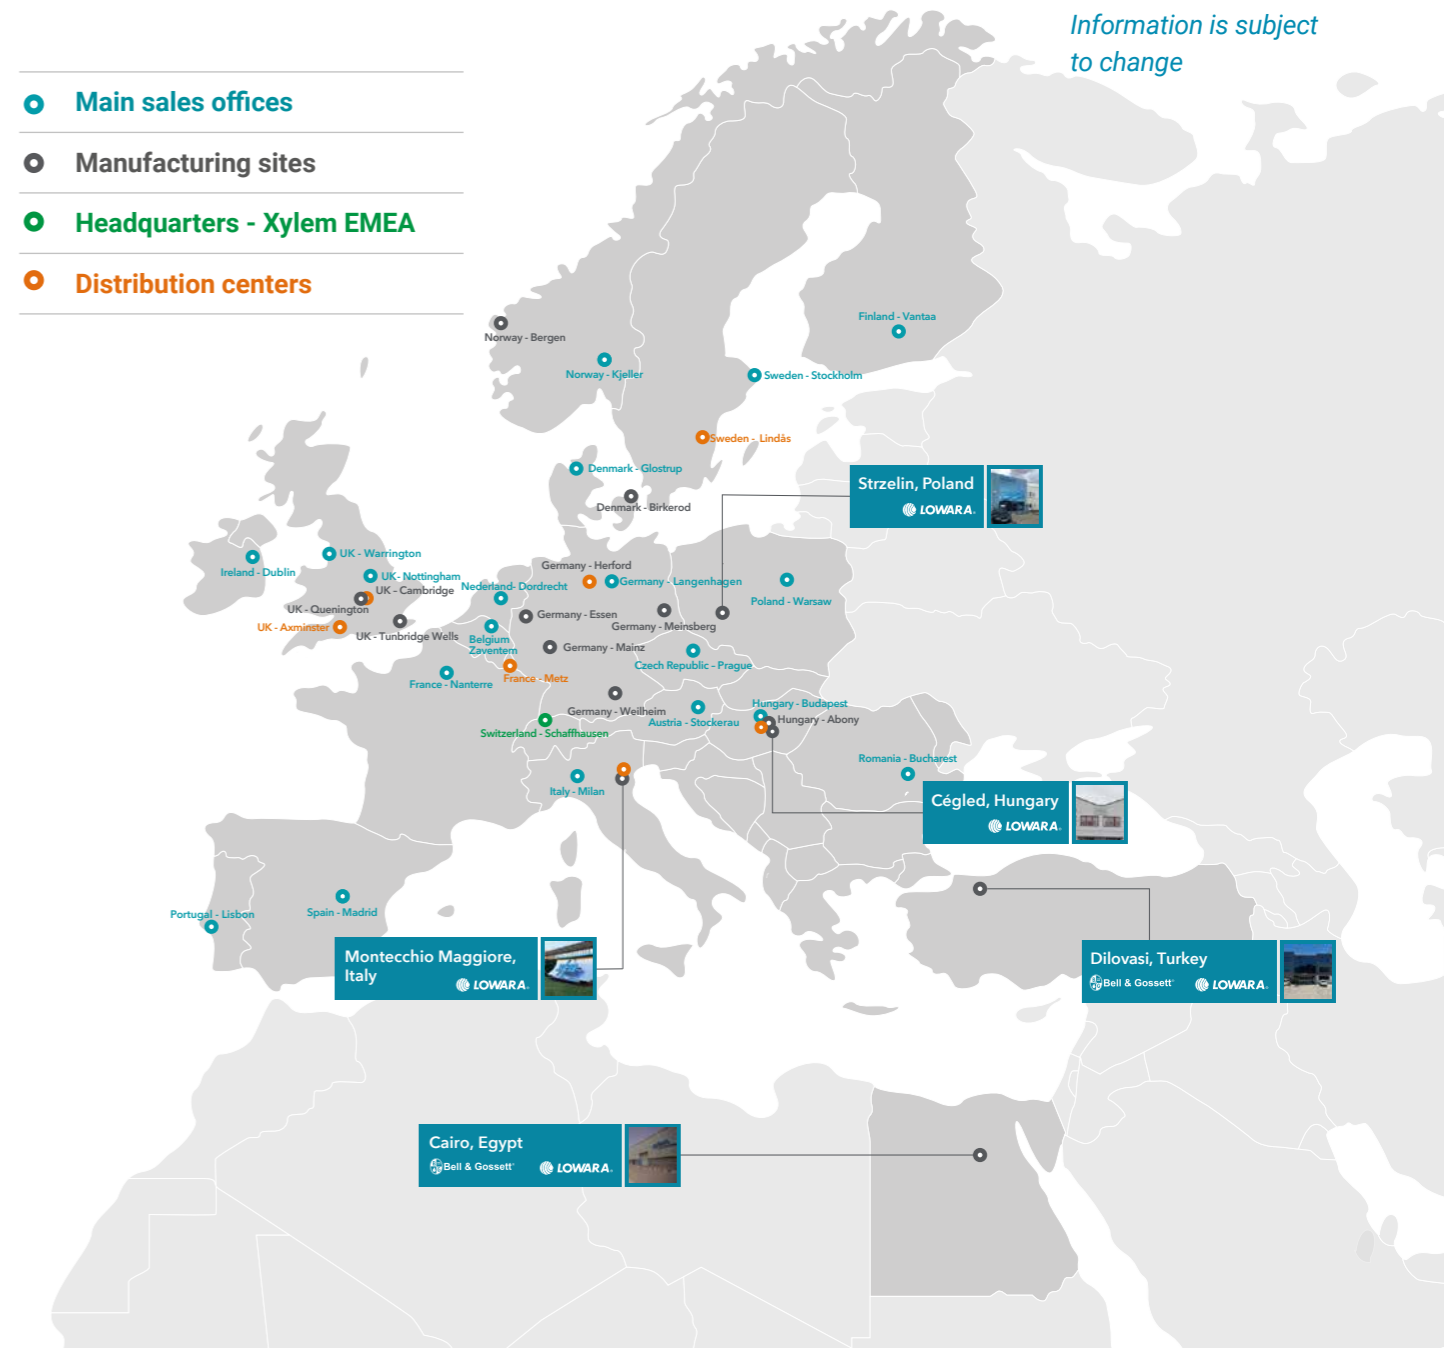 Information is subject
to change
Main sales offices
Manufacturing sites
Headquarters - Xylem EMEA
Distribution centers
Finland - Vantaa
Norway - Bergen
Norway - Kjeller
Sweden - Stockholm
Sweden - Lindås
Denmark - Glostrup
Denmark - Birkerod
Strzelin, Poland
LOWARA
UK - Warrington
Ireland - Dublin
UK- Nottingham
UK - Cambridge
UK - Quenington
UK - Axminster
UK - Tunbridge Wells
Germany - Herford
Germany - Langenhagen
Nederland- Dordrecht
Poland - Warsaw
Germany - Essen
Germany - Meinsberg
Belgium
Zaventem
Germany - Mainz
Czech Republic - Prague
France - Nanterre
France - Metz
Germany - Weilheim
Hungary - Budapest
Hungary - Abony
Austria - Stockerau
Switzerland - Schaffhausen
Romania - Bucharest
Italy - Milan
Cégled, Hungary
LOWARA
Portugal - Lisbon
Spain - Madrid
Montecchio Maggiore,
Italy
LOWARA
Dilovasi, Turkey
Bell & Gossett
LOWARA
Cairo, Egypt
Bell & Gossett
LOWARA